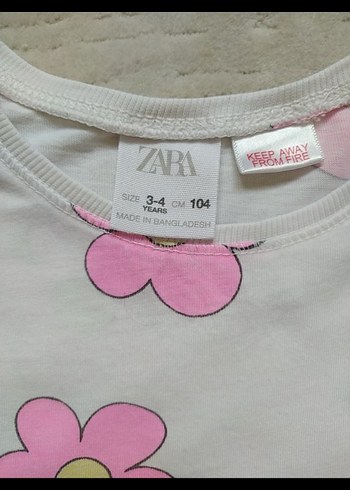 ZARA
SIZE 3-4 YEARS CM 104
MADE IN BANGLADESH
KEEP AWAY
FROM FIRE